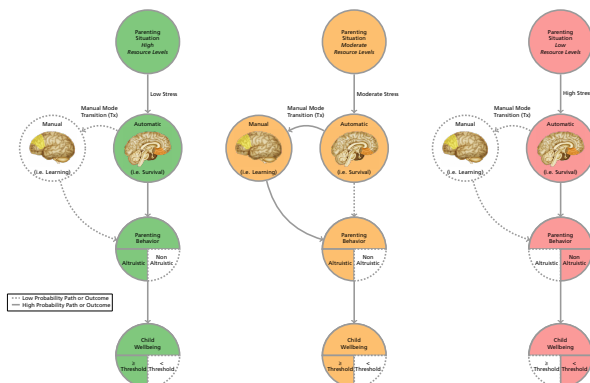 Parenting
Situation
High
Resource Levels
Low Stress
Manual Mode
Transition (Tx)
Manual
Automatic
(i.e. Learning)
(i.e. Survival)
Parenting
Behavior
Altruistic
Non
Altruistic
Child
Wellbeing
≥
Threshold
<
Threshold
Parenting
Situation
Moderate
Resource Levels
Moderate Stress
Manual Mode
Transition (Tx)
Manual
Automatic
(i.e. Learning)
(i.e. Survival)
Parenting
Behavior
Altruistic
Non
Altruistic
Child
Wellbeing
≥
Threshold
<
Threshold
Parenting
Situation
Low
Resource Levels
High Stress
Manual Mode
Transition (Tx)
Manual
Automatic
(i.e. Learning)
(i.e. Survival)
Parenting
Behavior
Altruistic
Non
Altruistic
Child
Wellbeing
≥
Threshold
<
Threshold
Low Probability Path or Outcome
High Probability Path or Outcome